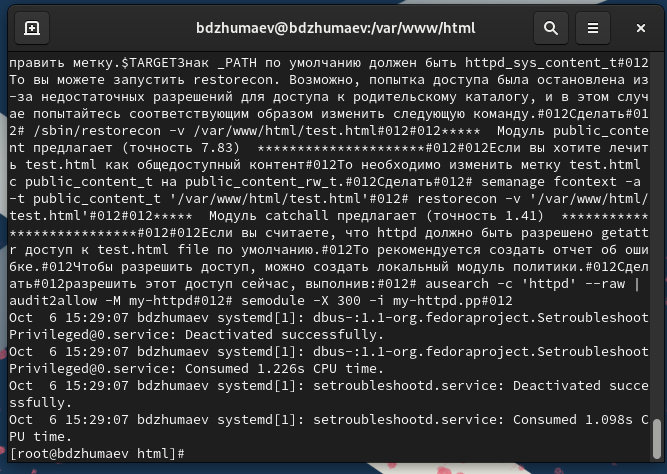 bdzhumaev@bdzhumaev:/var/www/html
править метку.$TARGETЗнак _PATH по умолчанию должен быть httpd_sys_content_t#012
То вы можете запустить restorecon. Возможно, попытка доступа была остановлена из
-за недостаточных разрешений для доступа к родительскому каталогу, и в этом случ
ае попытайтесь соответствующим образом изменить следующую команду.#012Сделать#01
2# /sbin/restorecon -v /var/www/html/test.html#012#012*****  Модуль public_conte
nt предлагает (точность 7.83)  *********************#012#012Если вы хотите лечит
ь test.html как общедоступный контент#012То необходимо изменить метку test.html
с public_content_t на public_content_rw_t.#012Сделать#012# semanage fcontext -a
-t public_content_t '/var/www/html/test.html'#012# restorecon -v '/var/www/html/
test.html'#012#012*****  Модуль catchall предлагает (точность 1.41)  ***********
***************#012#012Если вы считаете, что httpd должно быть разрешено getatt
r доступ к test.html file по умолчанию.#012То рекомендуется создать отчет об оши
бке.#012Чтобы разрешить доступ, можно создать локальный модуль политики.#012Сдел
ать#012разрешить этот доступ сейчас, выполнив:#012# ausearch -c 'httpd' --raw |
audit2allow -M my-httpd#012# semodule -X 300 -i my-httpd.pp#012
Oct  6 15:29:07 bdzhumaev systemd[1]: dbus-:1.1-org.fedoraproject.Setroubleshoot
Privileged@0.service: Deactivated successfully.
Oct  6 15:29:07 bdzhumaev systemd[1]: dbus-:1.1-org.fedoraproject.Setroubleshoot
Privileged@0.service: Consumed 1.226s CPU time.
Oct  6 15:29:07 bdzhumaev systemd[1]: setroubleshootd.service: Deactivated succe
ssfully.
Oct  6 15:29:07 bdzhumaev systemd[1]: setroubleshootd.service: Consumed 1.098s C
PU time.
[root@bdzhumaev html]#